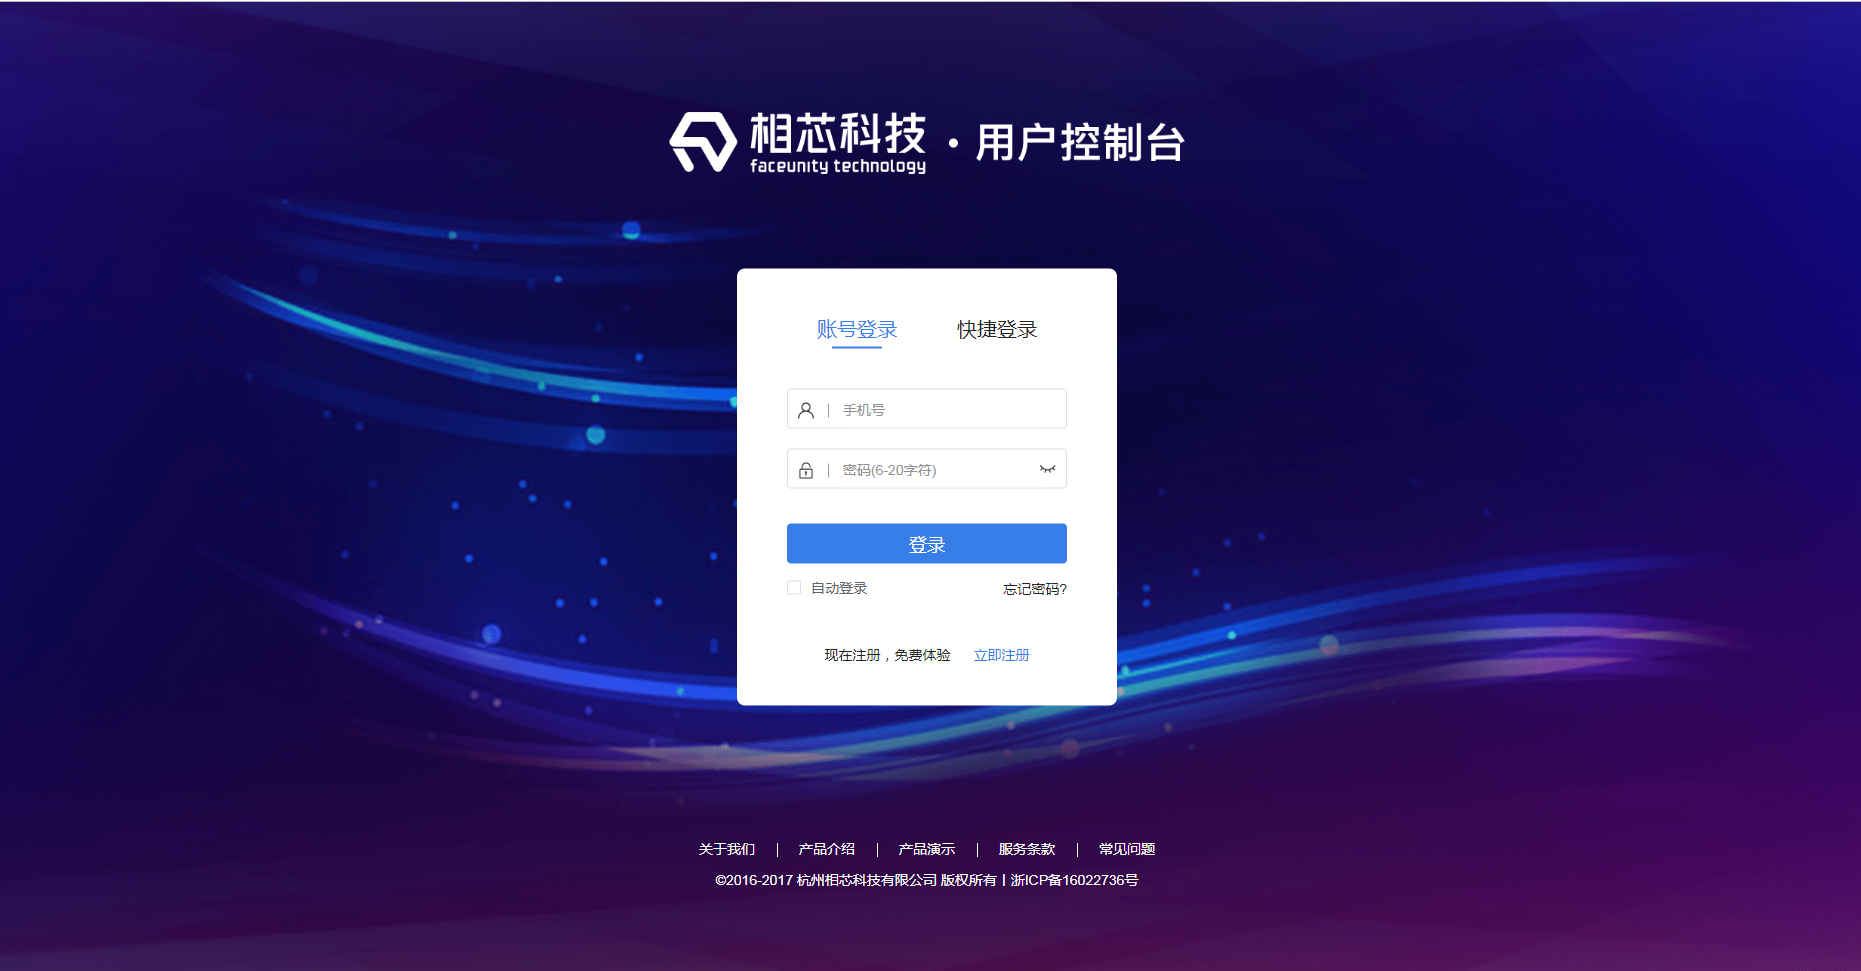 相芯科技 · 用户控制台
faceunity technology
账号登录 快捷登录
手机号
密码(6-20字符)
登录
自动登录 忘记密码?
现在注册，免费体验 立即注册
关于我们 | 产品介绍 | 产品演示 | 服务条款 | 常见问题
©2016-2017 杭州相芯科技有限公司 版权所有 | 浙ICP备16022736号